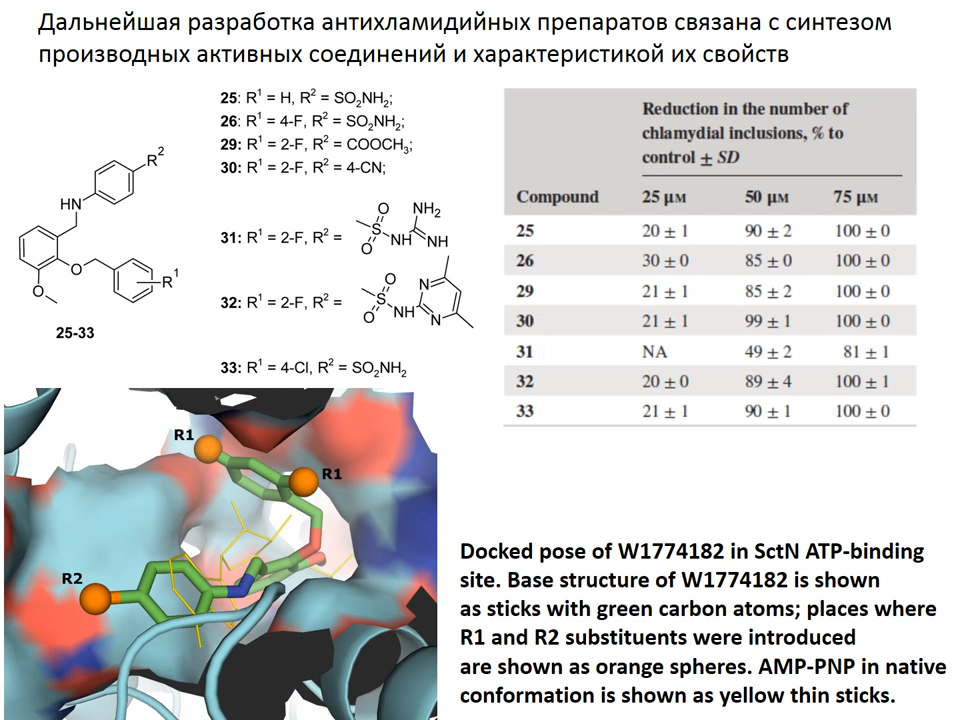 Дальнейшая разработка антихламидийных препаратов связана с синтезом
производных активных соединений и характеристикой их свойств
25: R¹ = H, R² = SO₂NH₂;
26: R¹ = 4-F, R² = SO₂NH₂;
29: R¹ = 2-F, R² = COOCH₃;
30: R¹ = 2-F, R² = 4-CN;
31: R¹ = 2-F, R² =
O
S
O
NH
NH₂
NH
32: R¹ = 2-F, R² =
O
S
O
NH
N
N
33: R¹ = 4-Cl, R² = SO₂NH₂
R²
HN
O
R¹
O
25-33
Reduction in the number of
chlamydial inclusions, % to
control ± SD
Compound 25 μM 50 μM 75 μM
25 20 ± 1 90 ± 2 100 ± 0
26 30 ± 0 85 ± 0 100 ± 0
29 21 ± 1 85 ± 2 100 ± 0
30 21 ± 1 99 ± 1 100 ± 0
31 NA 49 ± 2 81 ± 1
32 20 ± 0 89 ± 4 100 ± 1
33 21 ± 1 90 ± 1 100 ± 0
R1
R1
R2
Docked pose of W1774182 in SctN ATP-binding
site. Base structure of W1774182 is shown
as sticks with green carbon atoms; places where
R1 and R2 substituents were introduced
are shown as orange spheres. AMP-PNP in native
conformation is shown as yellow thin sticks.